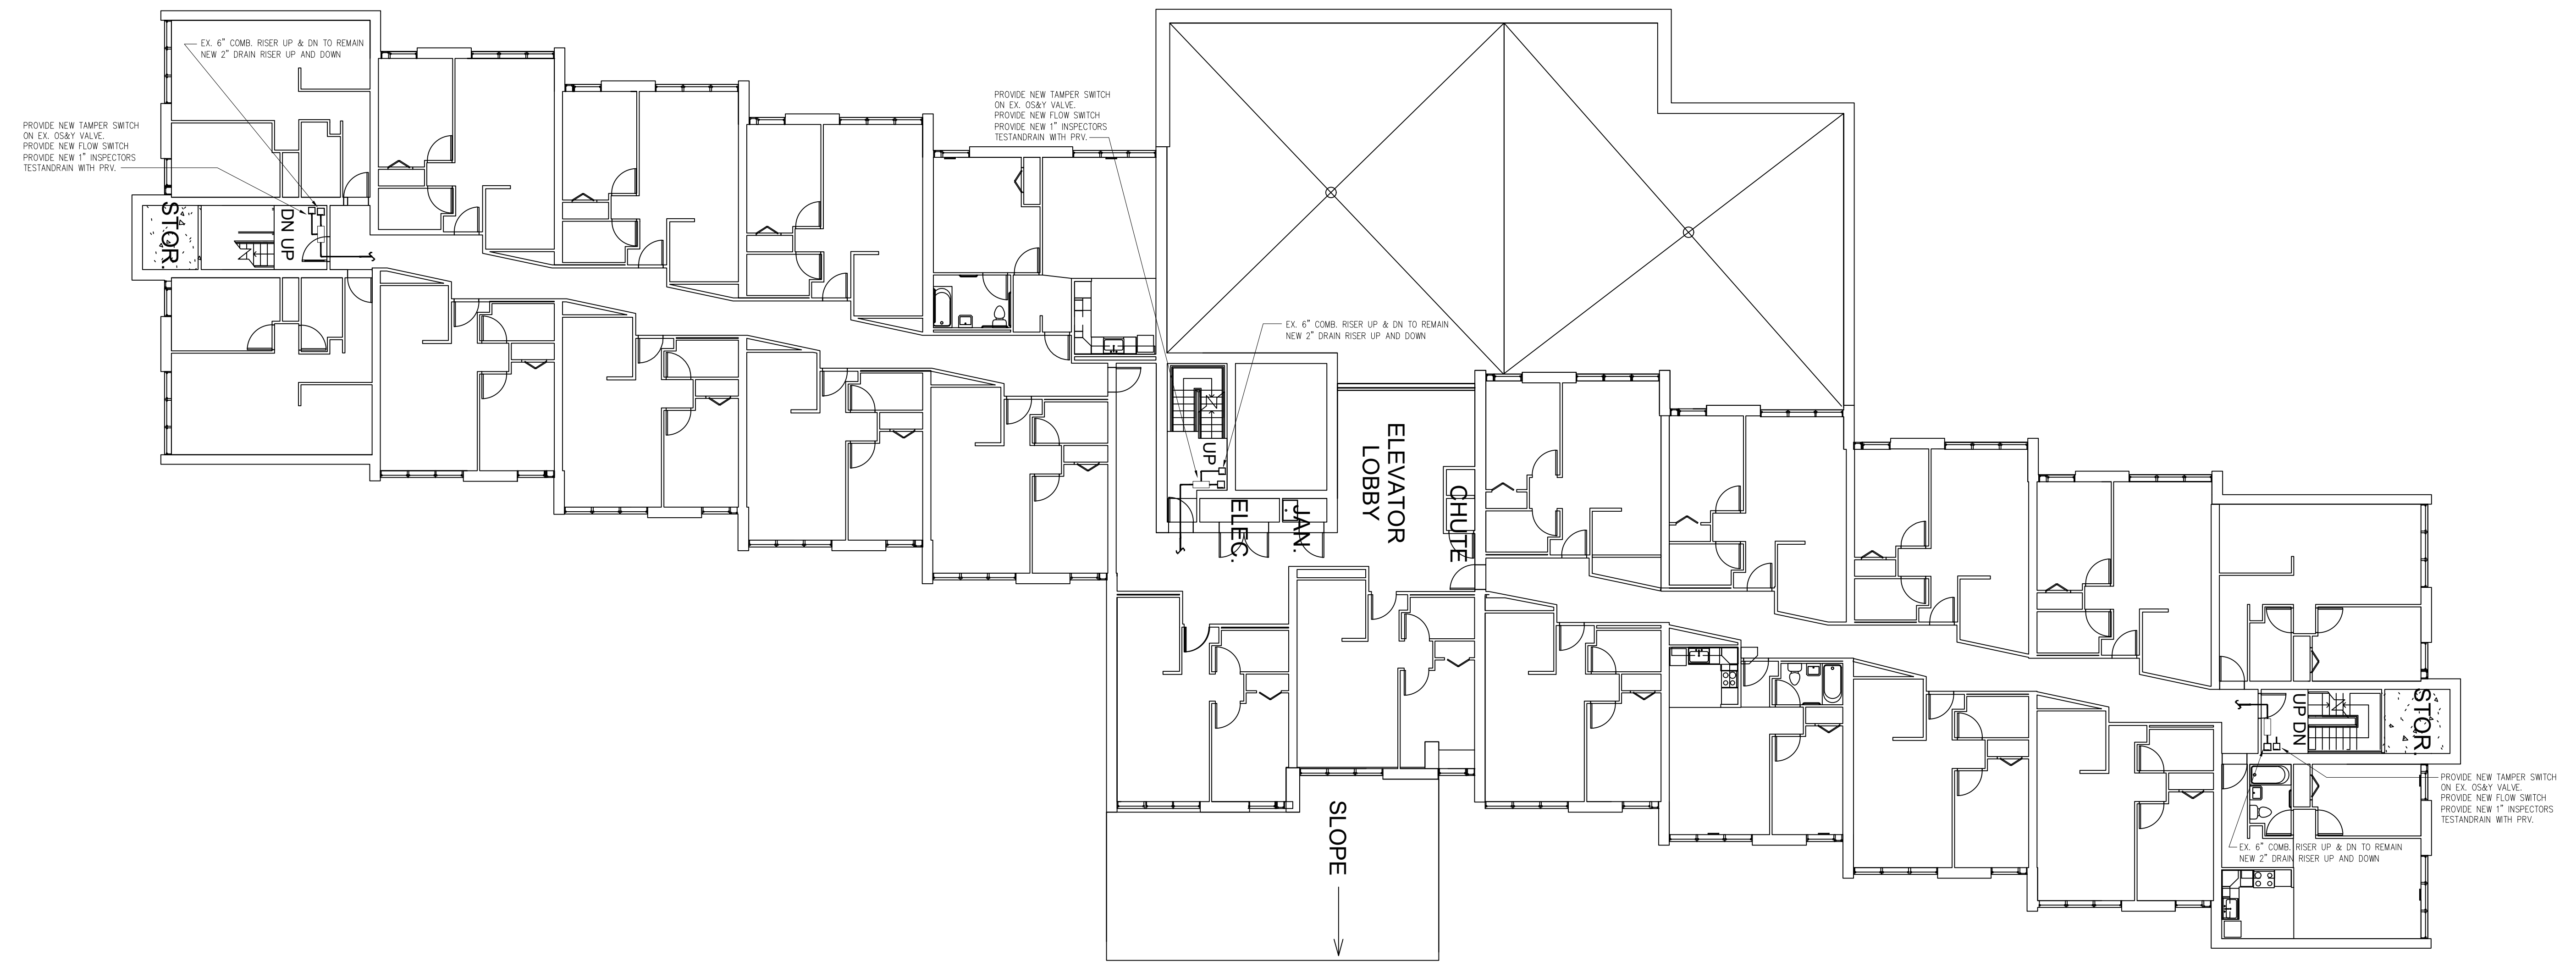 EX. 6" COMB. RISER UP & DN TO REMAIN
NEW 2" DRAIN RISER UP AND DOWN
PROVIDE NEW TAMPER SWITCH
ON EX. OS&Y VALVE.
PROVIDE NEW FLOW SWITCH
PROVIDE NEW 1" INSPECTORS
TESTANDRAIN WITH PRV.
STOR.
DN UP
PROVIDE NEW TAMPER SWITCH
ON EX. OS&Y VALVE.
PROVIDE NEW FLOW SWITCH
PROVIDE NEW 1" INSPECTORS
TESTANDRAIN WITH PRV.
EX. 6" COMB. RISER UP & DN TO REMAIN
NEW 2" DRAIN RISER UP AND DOWN
UP
ELEC.
JAN.
ELEVATOR
LOBBY
CHUTE
SLOPE
UP DN
STOR.
PROVIDE NEW TAMPER SWITCH
ON EX. OS&Y VALVE.
PROVIDE NEW FLOW SWITCH
PROVIDE NEW 1" INSPECTORS
TESTANDRAIN WITH PRV.
EX. 6" COMB. RISER UP & DN TO REMAIN
NEW 2" DRAIN RISER UP AND DOWN